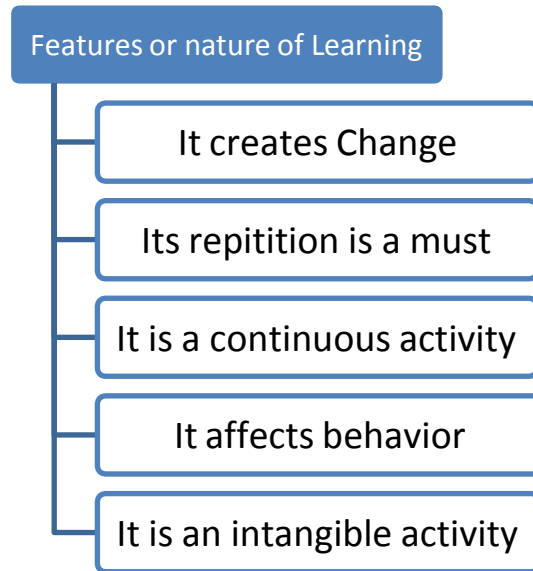 Features or nature of Learning
It creates Change
Its repitition is a must
It is a continuous activity
It affects behavior
It is an intangible activity